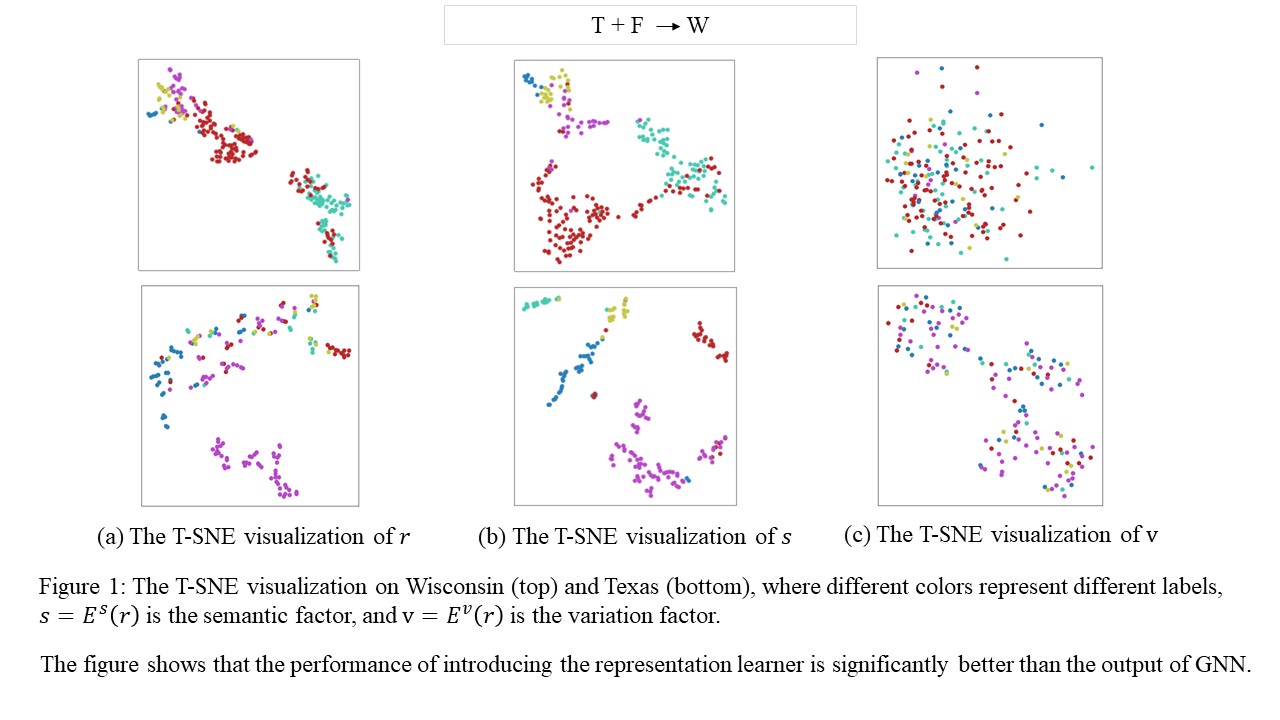 T + F → W
(a) The T-SNE visualization of r
(b) The T-SNE visualization of s
(c) The T-SNE visualization of v
Figure 1: The T-SNE visualization on Wisconsin (top) and Texas (bottom), where different colors represent different labels,
s = Eˢ(r) is the semantic factor, and v = Eᵛ(r) is the variation factor.
The figure shows that the performance of introducing the representation learner is significantly better than the output of GNN.